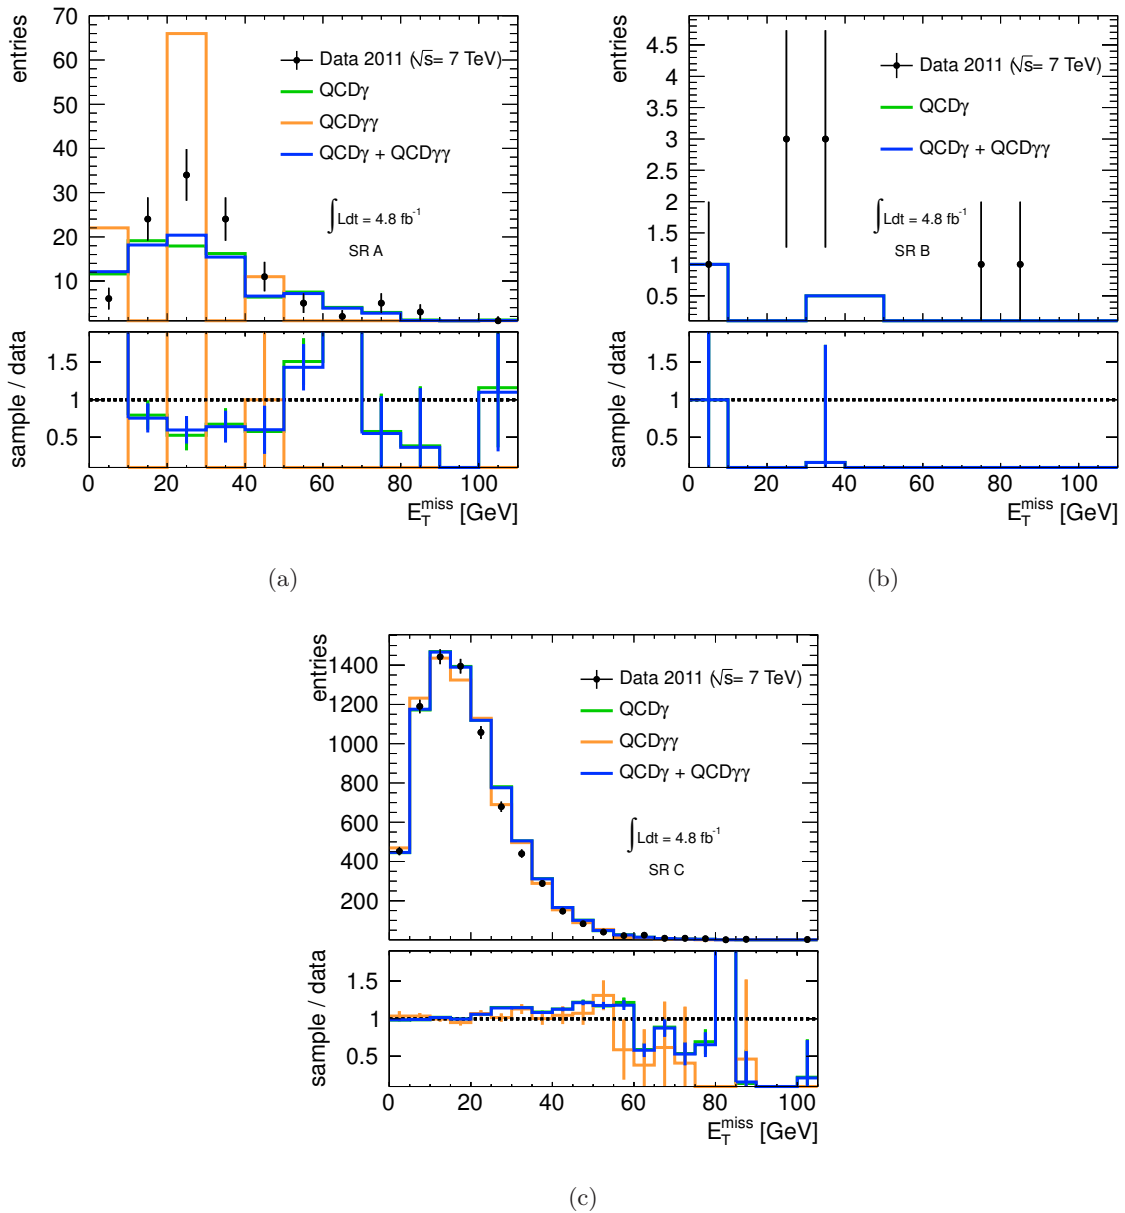 entries
70
60
50
40
30
20
10
Data 2011 (√s= 7 TeV)
QCDγ
QCDγγ
QCDγ + QCDγγ
∫ Ldt = 4.8 fb⁻¹
SR A
sample / data
1.5
1
0.5
0 20 40 60 80 100
E_T^miss [GeV]
(a)
entries
4.5
4
3.5
3
2.5
2
1.5
1
0.5
Data 2011 (√s= 7 TeV)
QCDγ
QCDγ + QCDγγ
∫ Ldt = 4.8 fb⁻¹
SR B
sample / data
1.5
1
0.5
0 20 40 60 80 100
E_T^miss [GeV]
(b)
entries
1400
1200
1000
800
600
400
200
Data 2011 (√s= 7 TeV)
QCDγ
QCDγγ
QCDγ + QCDγγ
∫ Ldt = 4.8 fb⁻¹
SR C
sample / data
1.5
1
0.5
0 20 40 60 80 100
E_T^miss [GeV]
(c)